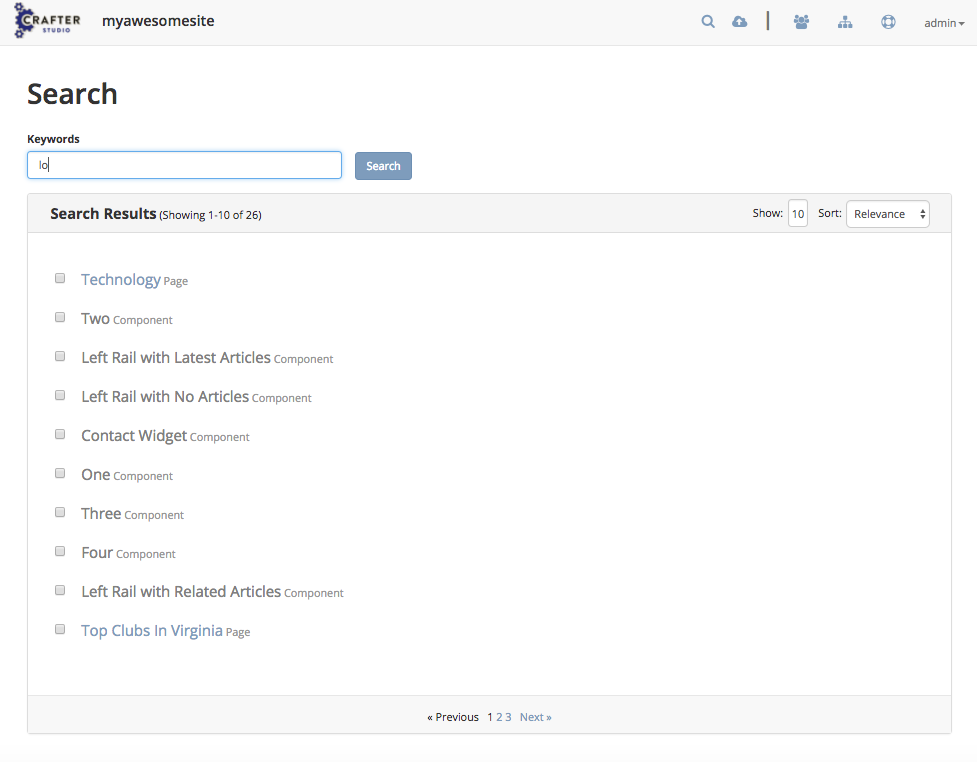 CRAFTER
STUDIO
myawesomesite
admin
Search
Keywords
lo
Search
Search Results (Showing 1-10 of 26)
Show: 10 Sort: Relevance
Technology Page
Two Component
Left Rail with Latest Articles Component
Left Rail with No Articles Component
Contact Widget Component
One Component
Three Component
Four Component
Left Rail with Related Articles Component
Top Clubs In Virginia Page
« Previous 1 2 3 Next »